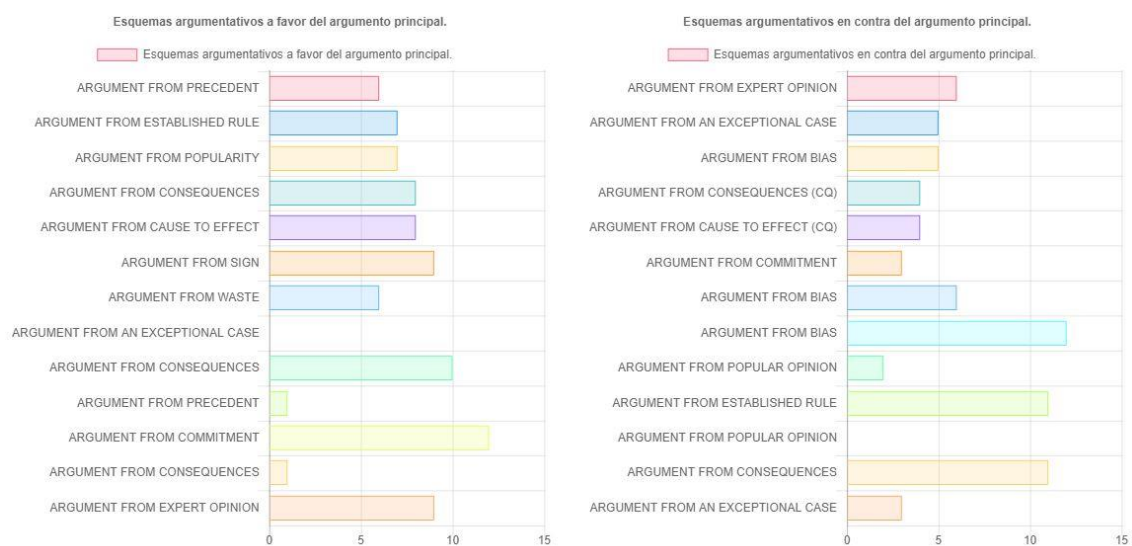 Esquemas argumentativos a favor del argumento principal.
Esquemas argumentativos a favor del argumento principal.
ARGUMENT FROM PRECEDENT
ARGUMENT FROM ESTABLISHED RULE
ARGUMENT FROM POPULARITY
ARGUMENT FROM CONSEQUENCES
ARGUMENT FROM CAUSE TO EFFECT
ARGUMENT FROM SIGN
ARGUMENT FROM WASTE
ARGUMENT FROM AN EXCEPTIONAL CASE
ARGUMENT FROM CONSEQUENCES
ARGUMENT FROM PRECEDENT
ARGUMENT FROM COMMITMENT
ARGUMENT FROM CONSEQUENCES
ARGUMENT FROM EXPERT OPINION
0 5 10 15
Esquemas argumentativos en contra del argumento principal.
Esquemas argumentativos en contra del argumento principal.
ARGUMENT FROM EXPERT OPINION
ARGUMENT FROM AN EXCEPTIONAL CASE
ARGUMENT FROM BIAS
ARGUMENT FROM CONSEQUENCES (CQ)
ARGUMENT FROM CAUSE TO EFFECT (CQ)
ARGUMENT FROM COMMITMENT
ARGUMENT FROM BIAS
ARGUMENT FROM BIAS
ARGUMENT FROM POPULAR OPINION
ARGUMENT FROM ESTABLISHED RULE
ARGUMENT FROM POPULAR OPINION
ARGUMENT FROM CONSEQUENCES
ARGUMENT FROM AN EXCEPTIONAL CASE
0 5 10 15